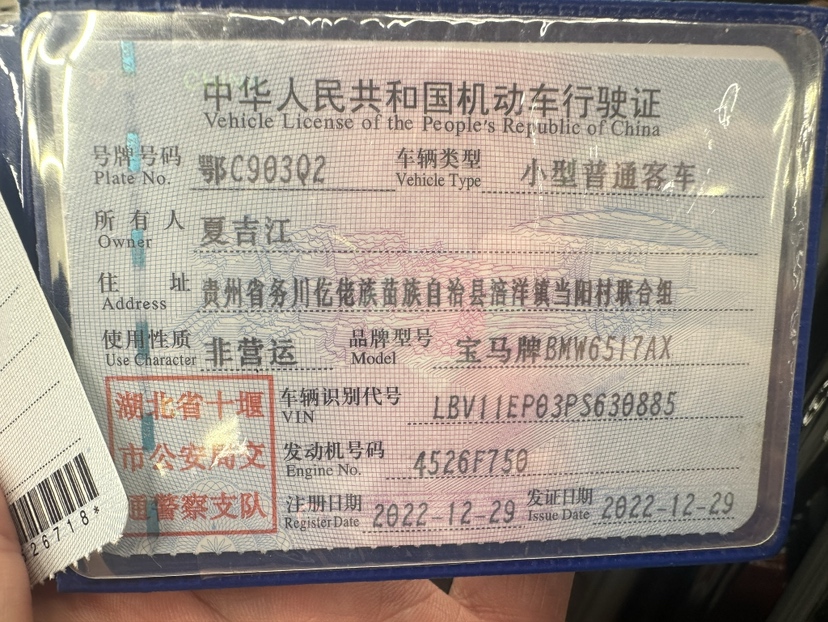 中华人民共和国机动车行驶证
Vehicle License of the People's Republic of China
号牌号码 鄂C903Q2 车辆类型 小型普通客车
Plate No. Vehicle Type
所有人 夏吉江
Owner
住址 贵州省务川仡佬族苗族自治县涪洋镇当阳村联合组
Address
使用性质 非营运 品牌型号 宝马牌BMW6517AX
Use Character Model
湖北省十堰
市公安局交
通警察支队
车辆识别代号 LBV11EP03PS630885
VIN
发动机号码 4526F750
Engine No.
注册日期 2022-12-29 发证日期 2022-12-29
Register Date Issue Date
26718*